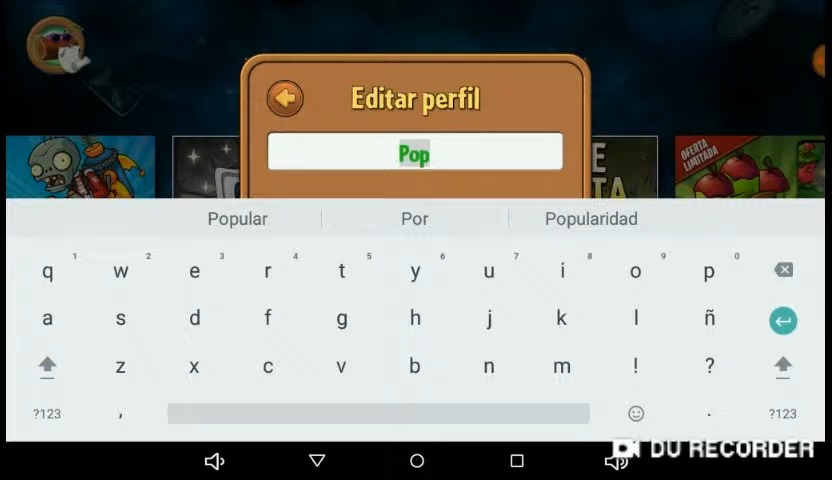 Editar perfil
Pop
OFERTA
LIMITADA
E
TA
Popular Por Popularidad
1 2 3 4 5 6 7 8 9 0
q w e r t y u i o p
a s d f g h j k l ñ
z x c v b n m ! ?
?123 , . ?123
DU RECORDER